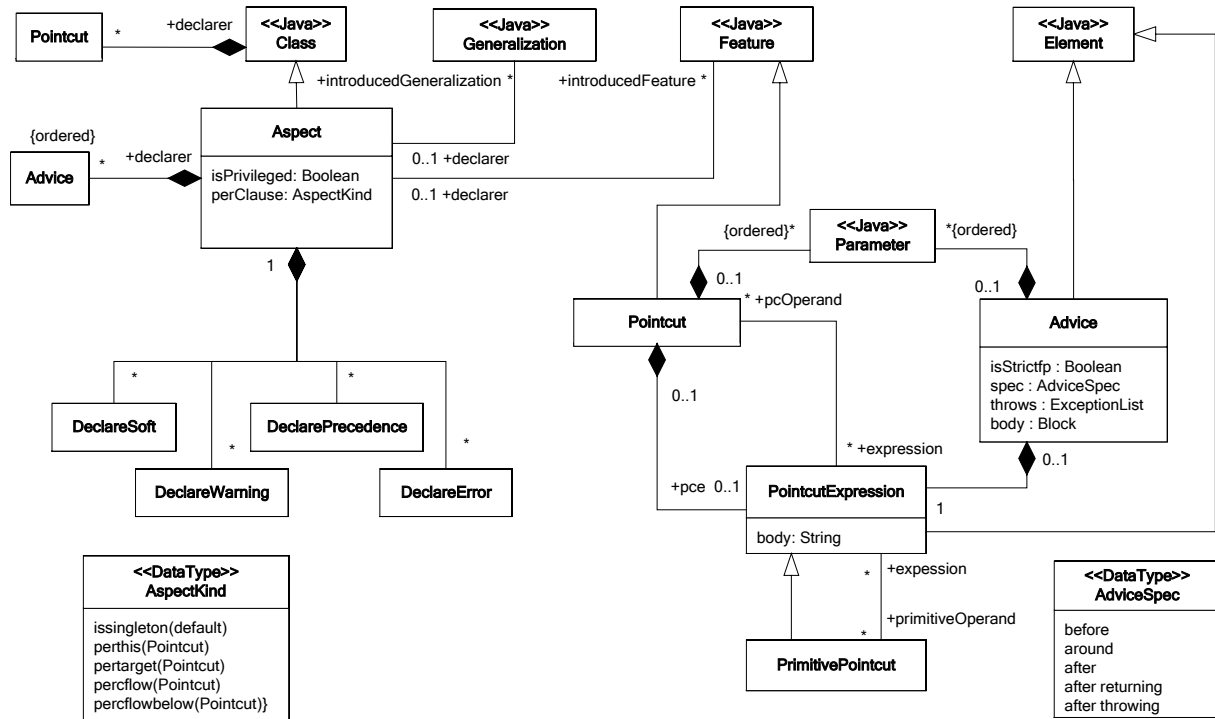 Pointcut
*
+declarer
<<Java>>
Class
<<Java>>
Generalization
<<Java>>
Feature
<<Java>>
Element
+introducedGeneralization *
+introducedFeature *
{ordered}
Advice
*
+declarer
Aspect
isPrivileged: Boolean
perClause: AspectKind
0..1 +declarer
0..1 +declarer
1
{ordered}*
<<Java>>
Parameter
*{ordered}
0..1
0..1
Pointcut
* +pcOperand
Advice
isStrictfp : Boolean
spec : AdviceSpec
throws : ExceptionList
body : Block
0..1
0..1
*
*
DeclareSoft
DeclarePrecedence
*
*
DeclareWarning
DeclareError
* +expression
+pce 0..1
PointcutExpression
1
body: String
+expession
*
+primitiveOperand
*
PrimitivePointcut
<<DataType>>
AspectKind
issingleton(default)
perthis(Pointcut)
pertarget(Pointcut)
percflow(Pointcut)
percflowbelow(Pointcut)}
<<DataType>>
AdviceSpec
before
around
after
after returning
after throwing